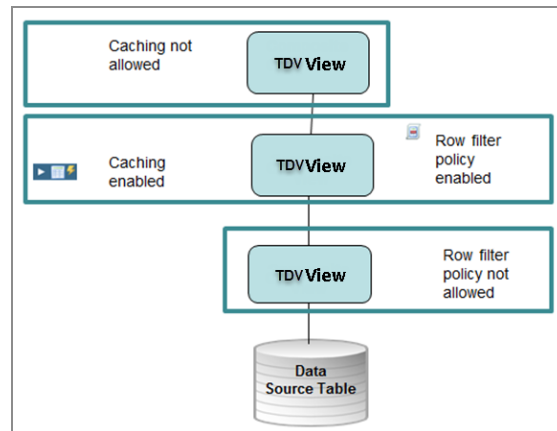 Caching not
allowed
TDV View
Caching
enabled
TDV View
Row filter
policy
enabled
TDV View
Row filter
policy not
allowed
Data
Source Table